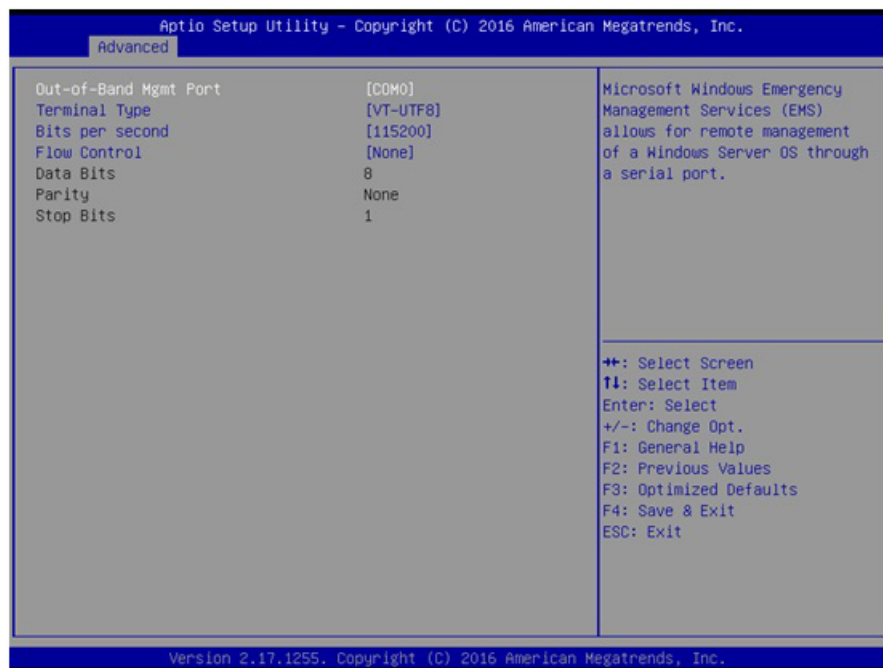 Aptio Setup Utility – Copyright (C) 2016 American Megatrends, Inc.
Advanced
Out-of-Band Mgmt Port [COM0]
Terminal Type [VT-UTF8]
Bits per second [115200]
Flow Control [None]
Data Bits 8
Parity None
Stop Bits 1
Microsoft Windows Emergency
Management Services (EMS)
allows for remote management
of a Windows Server OS through
a serial port.
→←: Select Screen
↑↓: Select Item
Enter: Select
+/-: Change Opt.
F1: General Help
F2: Previous Values
F3: Optimized Defaults
F4: Save & Exit
ESC: Exit
Version 2.17.1255. Copyright (C) 2016 American Megatrends, Inc.